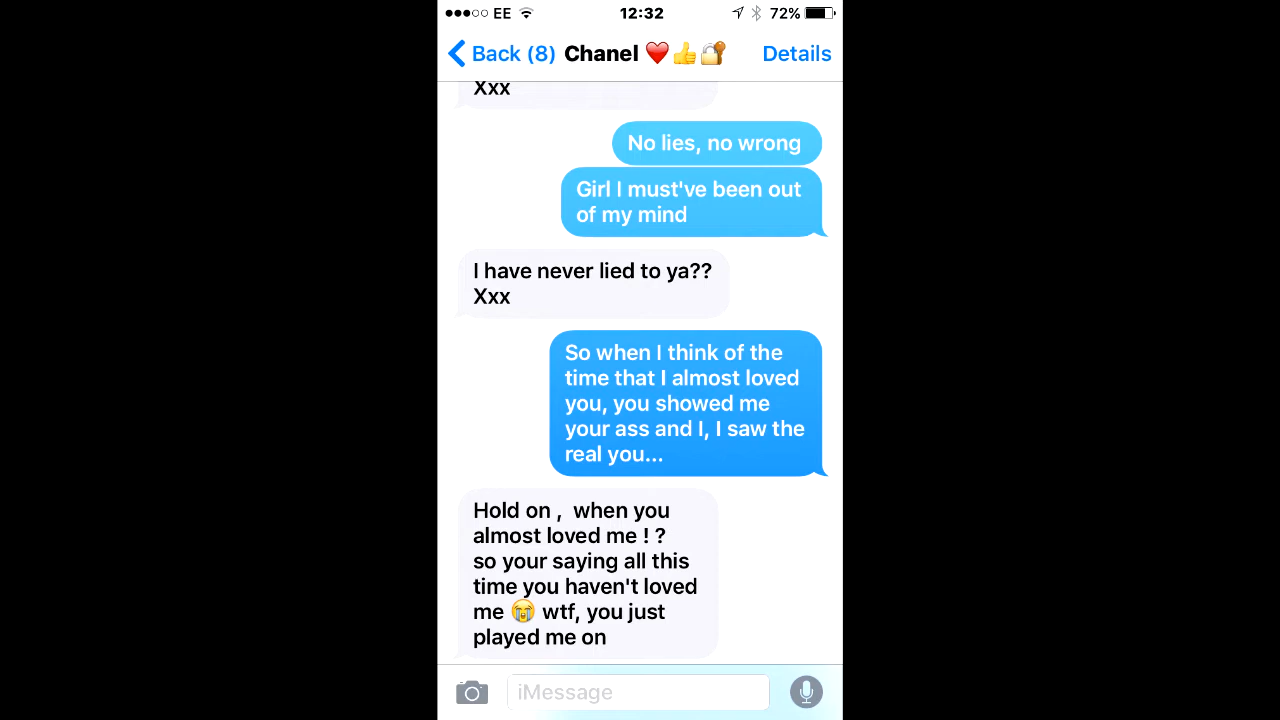 EE 12:32 72%
Back (8) Chanel ❤️👍🔐 Details
Xxx
No lies, no wrong
Girl I must've been out
of my mind
I have never lied to ya??
Xxx
So when I think of the
time that I almost loved
you, you showed me
your ass and I, I saw the
real you...
Hold on ,  when you
almost loved me ! ?
so your saying all this
time you haven't loved
me 😭 wtf, you just
played me on
iMessage